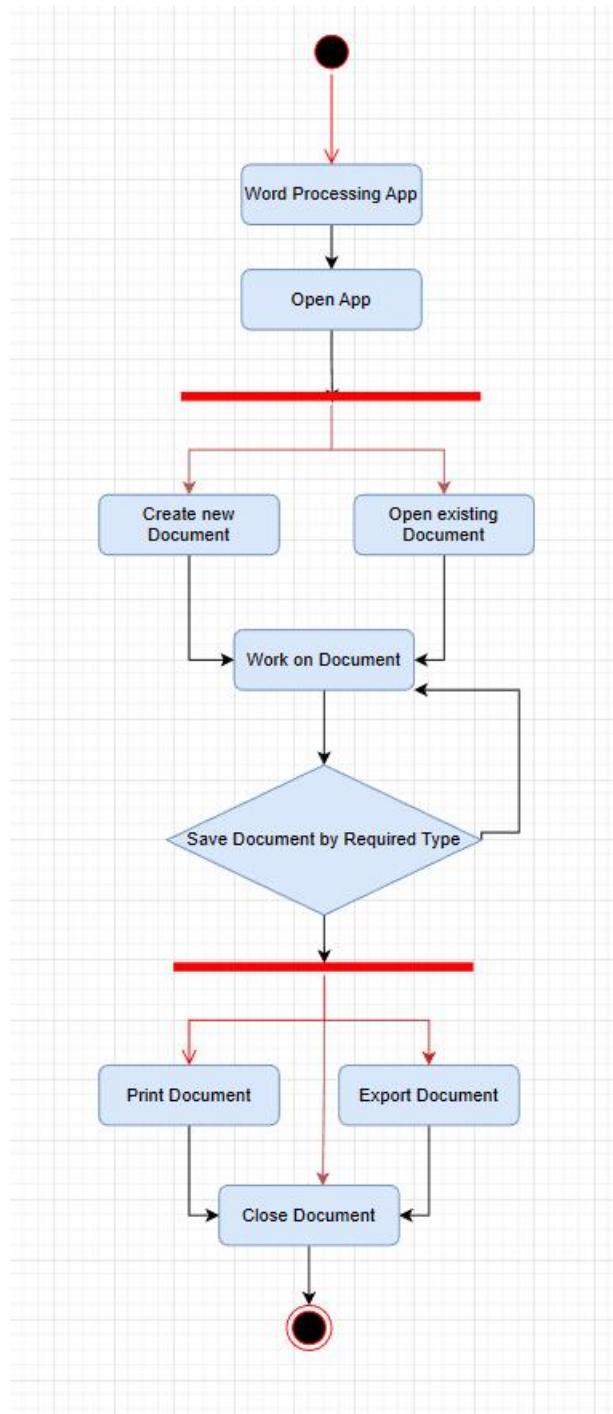 Word Processing App
Open App
Create new
Document
Open existing
Document
Work on Document
Save Document by Required Type
Print Document
Export Document
Close Document